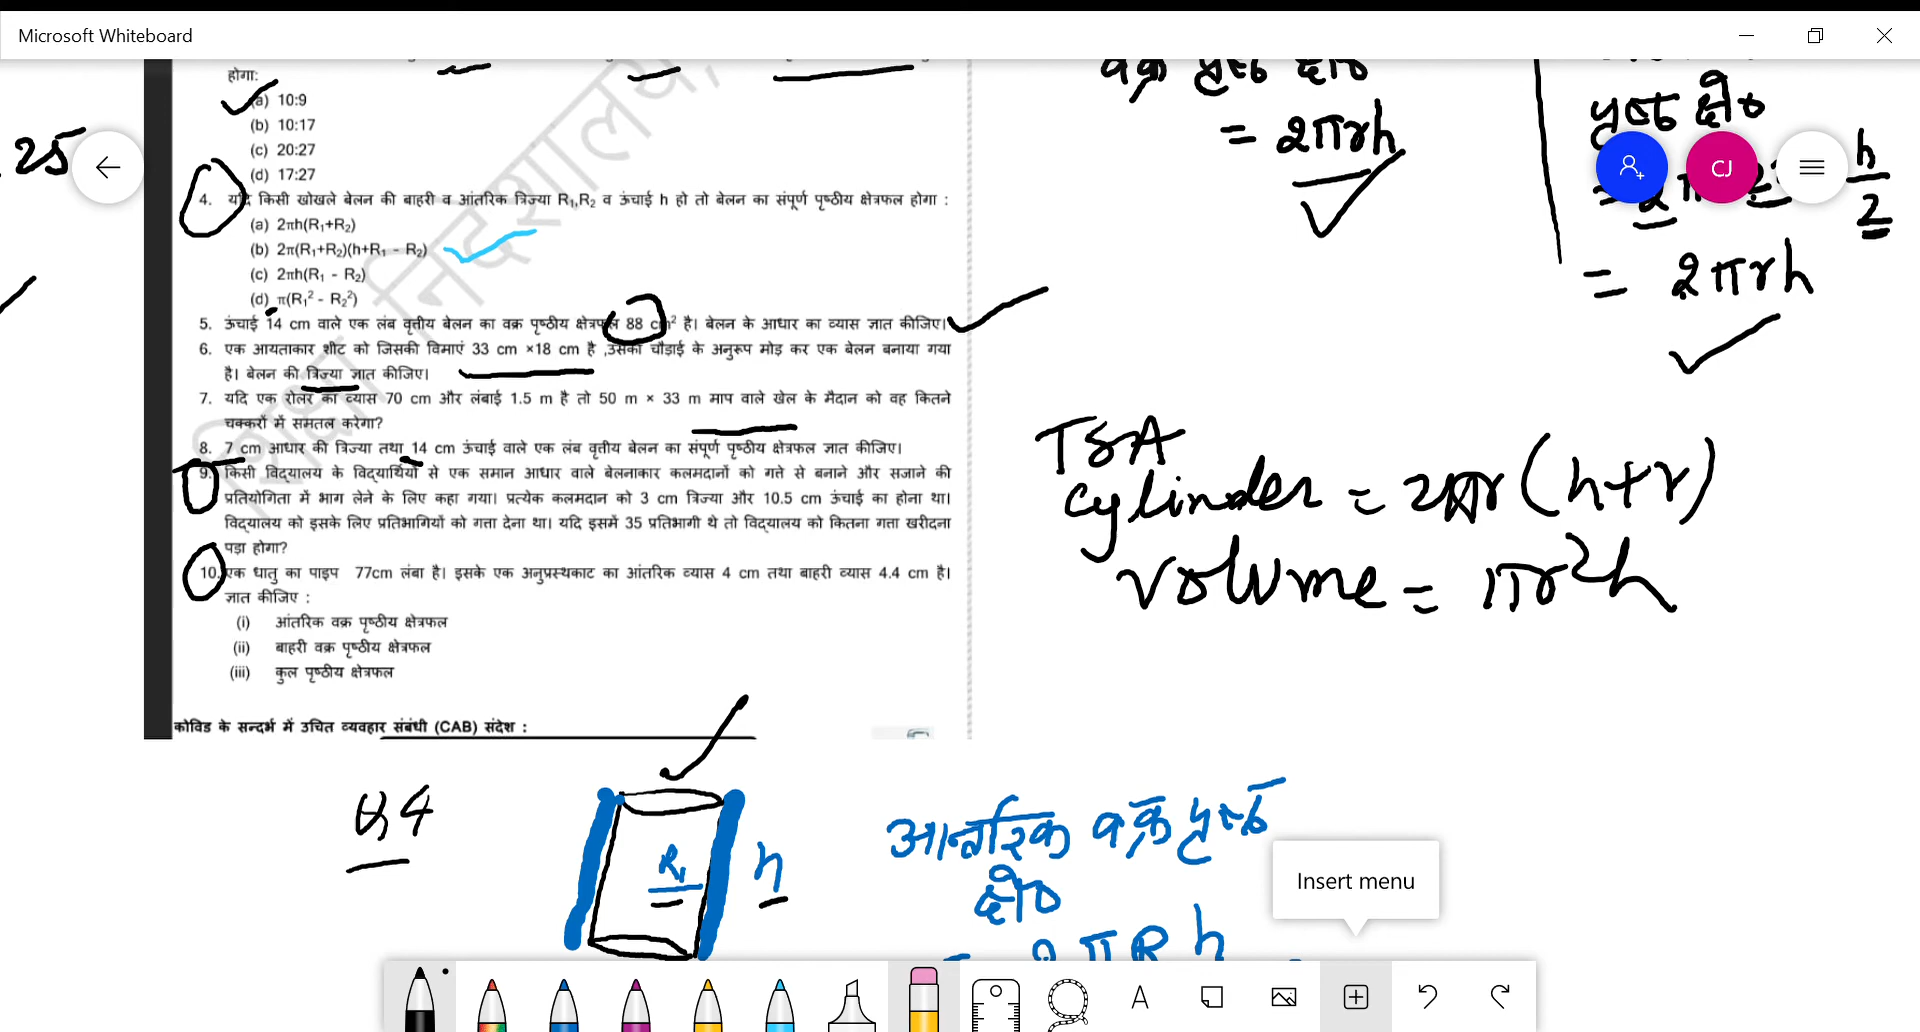 Microsoft Whiteboard
होगा:
(a) 10:9
(b) 10:17
(c) 20:27
(d) 17:27
4. यदि किसी खोखले बेलन की बाहरी व आंतरिक त्रिज्या R₁,R₂ व ऊंचाई h हो तो बेलन का संपूर्ण पृष्ठीय क्षेत्रफल होगा :
(a) 2πh(R₁+R₂)
(b) 2π(R₁+R₂)(h+R₁ - R₂)
(c) 2πh(R₁ - R₂)
(d) π(R₁² - R₂²)
5. ऊंचाई 14 cm वाले एक लंब वृत्तीय बेलन का वक्र पृष्ठीय क्षेत्रफल 88 cm² है। बेलन के आधार का व्यास ज्ञात कीजिए।
6. एक आयताकार शीट को जिसकी विमाएं 33 cm ×18 cm है ,उसकी चौड़ाई के अनुरूप मोड़ कर एक बेलन बनाया गया
है। बेलन की त्रिज्या ज्ञात कीजिए।
7. यदि एक रोलर का व्यास 70 cm और लंबाई 1.5 m है तो 50 m × 33 m माप वाले खेल के मैदान को वह कितने
चक्करों में समतल करेगा?
8. 7 cm आधार की त्रिज्या तथा 14 cm ऊंचाई वाले एक लंब वृत्तीय बेलन का संपूर्ण पृष्ठीय क्षेत्रफल ज्ञात कीजिए।
9. किसी विद्यालय के विद्यार्थियों से एक समान आधार वाले बेलनाकार कलमदानों को गत्ते से बनाने और सजाने की
प्रतियोगिता में भाग लेने के लिए कहा गया। प्रत्येक कलमदान को 3 cm त्रिज्या और 10.5 cm ऊंचाई का होना था।
विद्यालय को इसके लिए प्रतिभागियों को गत्ता देना था। यदि इसमें 35 प्रतिभागी थे तो विद्यालय को कितना गत्ता खरीदना
पड़ा होगा?
10. एक धातु का पाइप 77cm लंबा है। इसके एक अनुप्रस्थकाट का आंतरिक व्यास 4 cm तथा बाहरी व्यास 4.4 cm है।
ज्ञात कीजिए :
(i) आंतरिक वक्र पृष्ठीय क्षेत्रफल
(ii) बाहरी वक्र पृष्ठीय क्षेत्रफल
(iii) कुल पृष्ठीय क्षेत्रफल
कोविड के सन्दर्भ में उचित व्यवहार संबंधी (CAB) संदेश :
25
वक्र पृष्ठ क्षे०
= 2πrh
पृष्ठ क्षे०
h
2
= 2πrh
CJ
TSA
cylinder = 2πr (h+r)
volume = πr²h
Q4
R₁
h
आन्तरिक वक्र पृष्ठ
क्षे०
= 2πR h
Insert menu